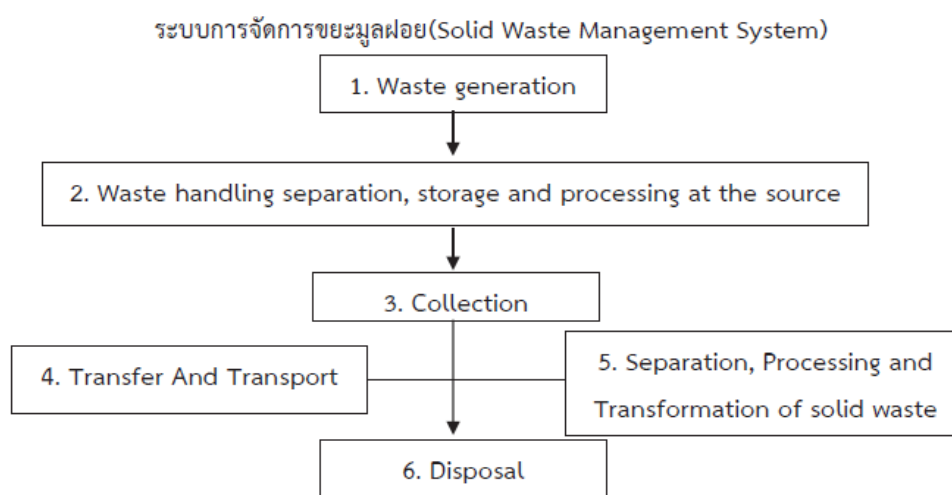 ระบบการจัดการขยะมูลฝอย(Solid Waste Management System)
1. Waste generation
2. Waste handling separation, storage and processing at the source
3. Collection
4. Transfer And Transport
5. Separation, Processing and
Transformation of solid waste
6. Disposal